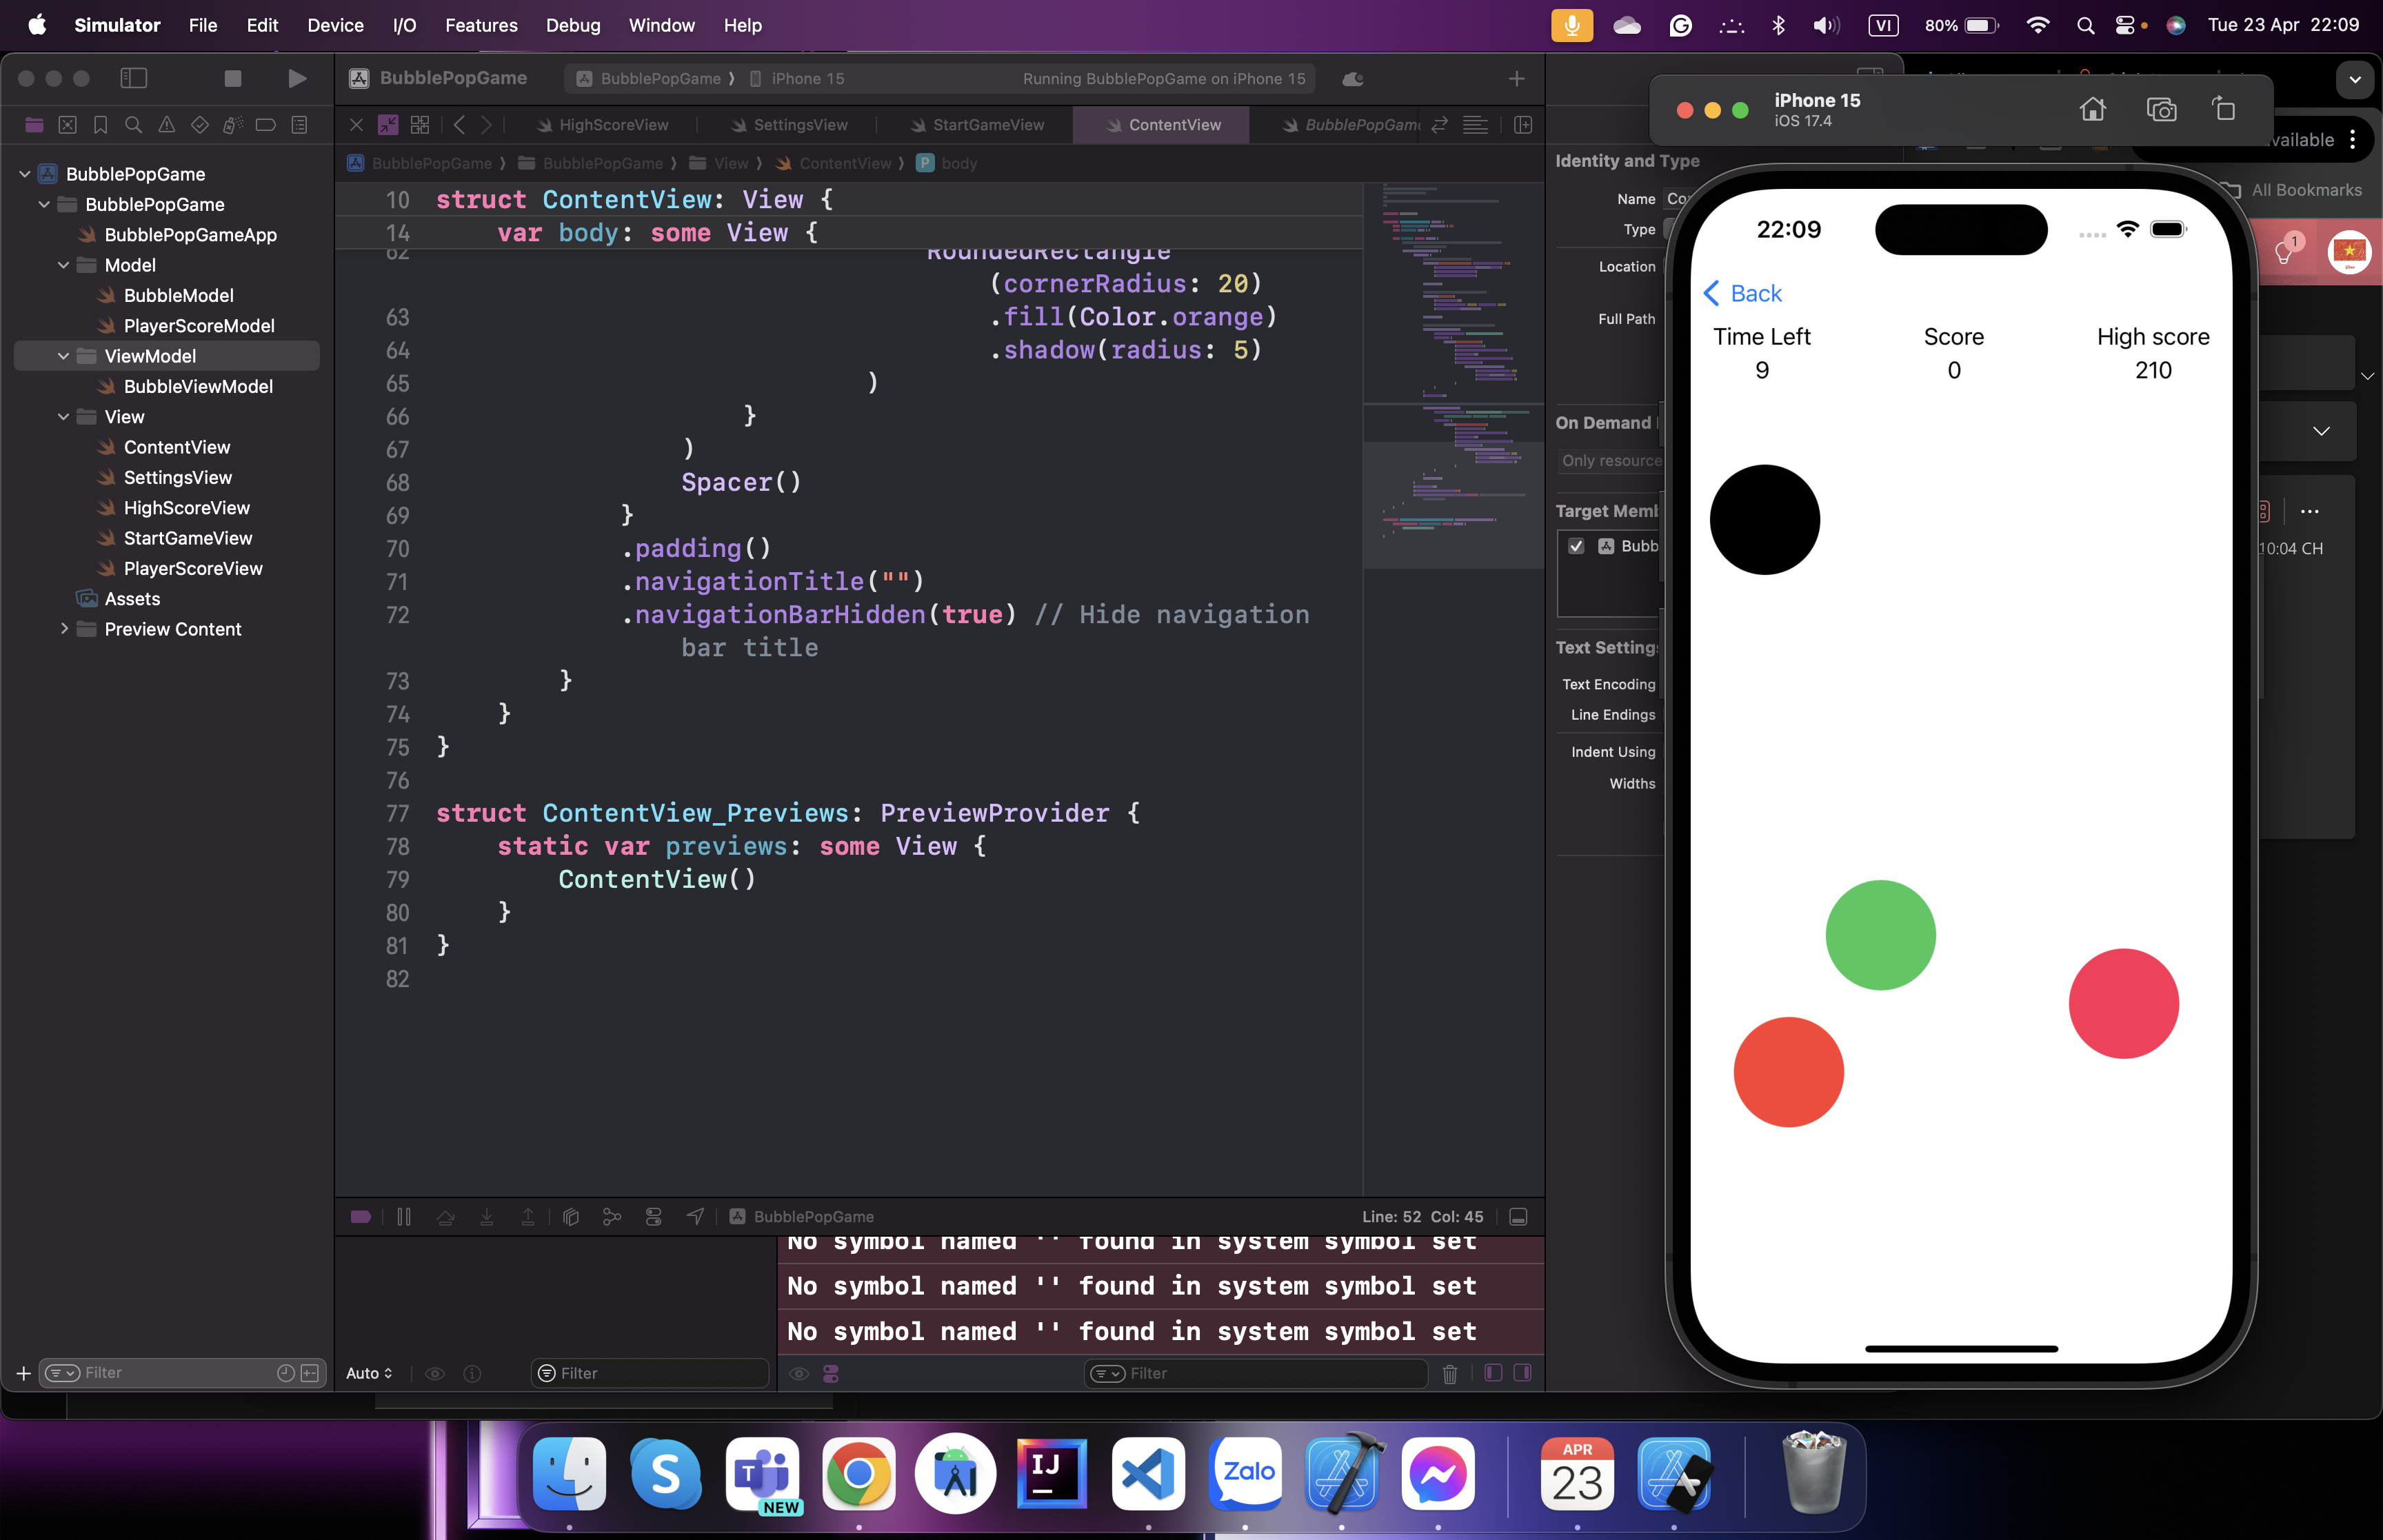 Simulator File Edit Device I/O Features Debug Window Help
VI 80% Tue 23 Apr 22:09
BubblePopGame
BubblePopGame
BubblePopGameApp
Model
BubbleModel
PlayerScoreModel
ViewModel
BubbleViewModel
View
ContentView
SettingsView
HighScoreView
StartGameView
PlayerScoreView
Assets
Preview Content
Filter
BubblePopGame
BubblePopGame ⟩ iPhone 15 Running BubblePopGame on iPhone 15
HighScoreView SettingsView StartGameView ContentView BubblePopGam
BubblePopGame ⟩ BubblePopGame ⟩ View ⟩ ContentView ⟩ P body
10 struct ContentView: View {
14 var body: some View {
62 RoundedRectangle
(cornerRadius: 20)
63 .fill(Color.orange)
64 .shadow(radius: 5)
65 )
66 }
67 )
68 Spacer()
69 }
70 .padding()
71 .navigationTitle("")
72 .navigationBarHidden(true) // Hide navigation
bar title
73 }
74 }
75 }
76
77 struct ContentView_Previews: PreviewProvider {
78 static var previews: some View {
79 ContentView()
80 }
81 }
82
BubblePopGame Line: 52 Col: 45
No symbol named '' found in system symbol set
No symbol named '' found in system symbol set
No symbol named '' found in system symbol set
Auto Filter
Filter
Identity and Type
Name
Type
Location
Full Path
On Demand
Only resource
Target Memb
Bubb
Text Settings
Text Encoding
Line Endings
Indent Using
Widths
iPhone 15
iOS 17.4
22:09
Back
Time Left Score High score
9 0 210
vailable
All Bookmarks
1
10:04 CH
S
T
NEW
IJ
Zalo
APR
23